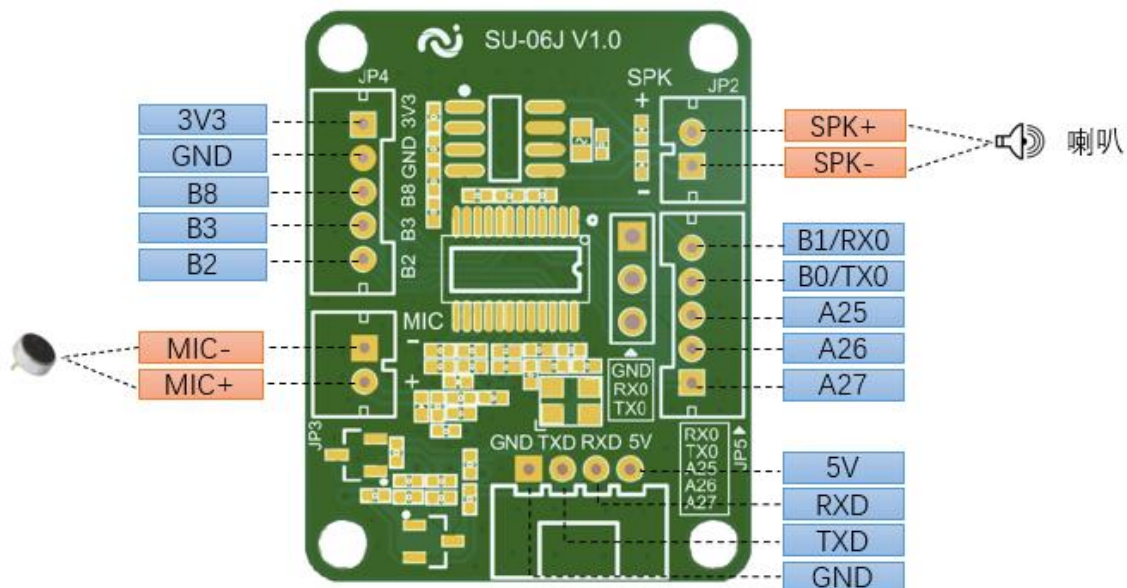 SU-06J V1.0
JP4
SPK
JP2
+
-
3V3
GND
B8
B3
B2
3V3
GND
B8
B3
B2
SPK+
SPK-
喇叭
B1/RX0
B0/TX0
A25
A26
A27
MIC
-
+
MIC-
MIC+
JP3
GND
RX0
TX0
GND TXD RXD 5V
RX0
TX0
A25
A26
A27
JP5
5V
RXD
TXD
GND